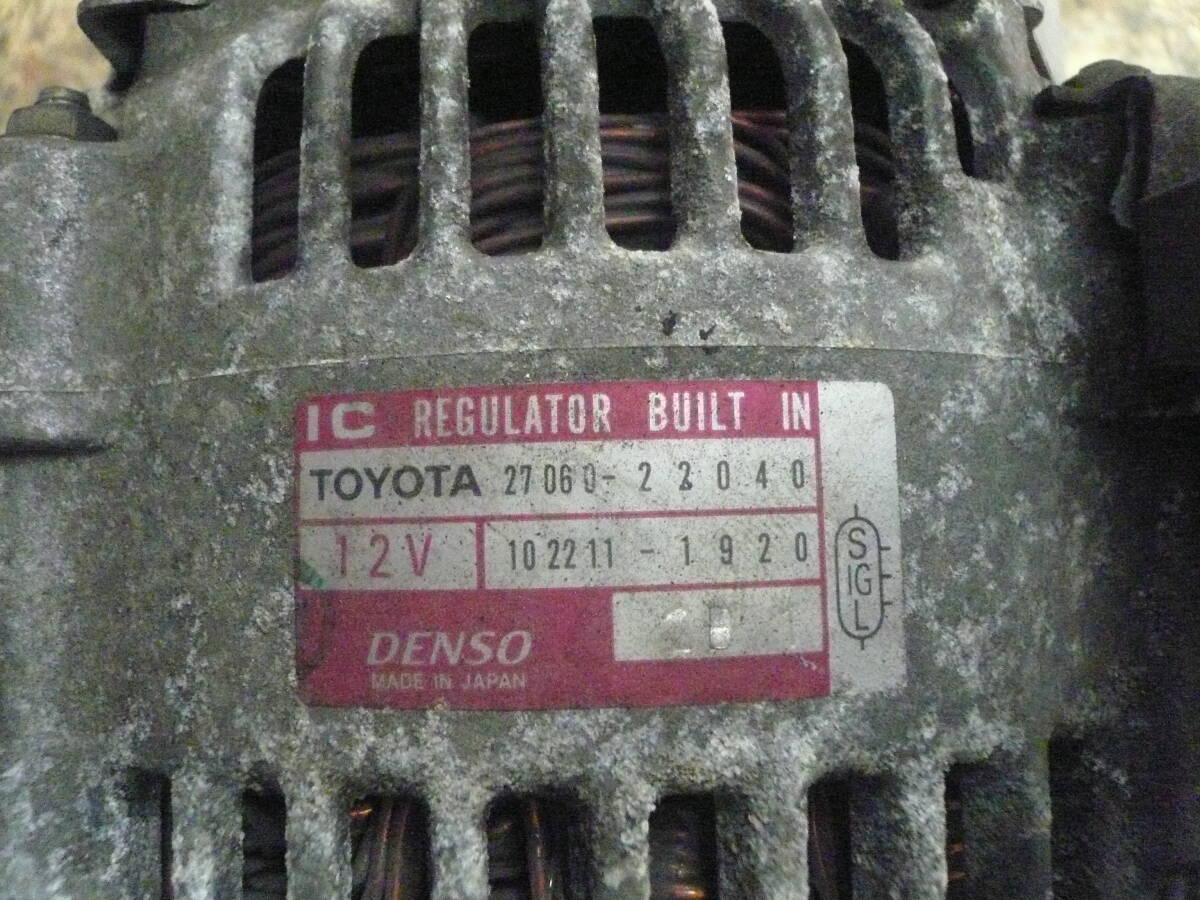 IC REGULATOR BUILT IN
TOYOTA 27060-22040
12V 102211-1920
DENSO
MADE IN JAPAN
S
IG
L